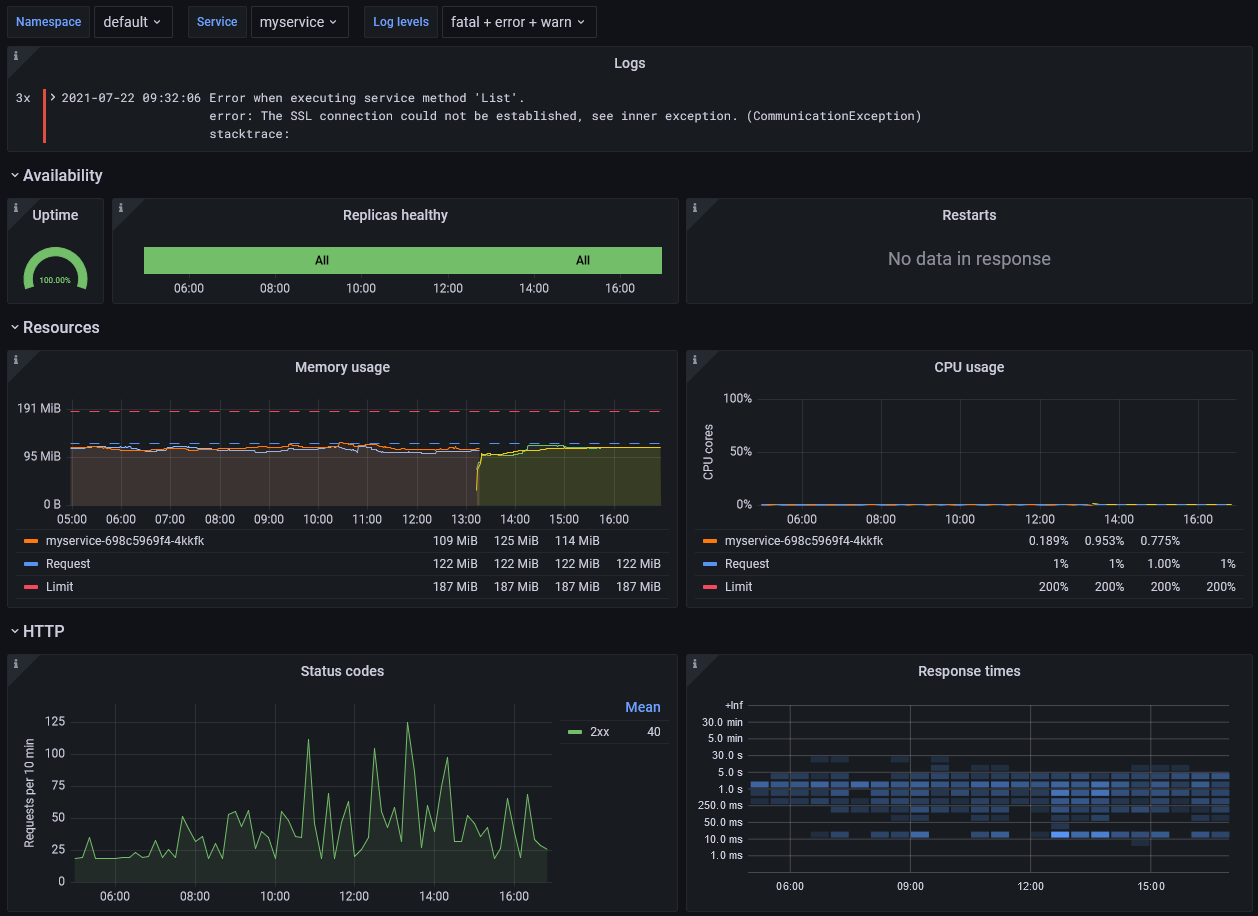 Namespace default Service myservice Log levels fatal + error + warn
Logs
3x 2021-07-22 09:32:06 Error when executing service method 'List'.
error: The SSL connection could not be established, see inner exception. (CommunicationException)
stacktrace:
Availability
Uptime
100.00%
Replicas healthy
All All
06:00 08:00 10:00 12:00 14:00 16:00
Restarts
No data in response
Resources
Memory usage
191 MiB
95 MiB
0 B
05:00 06:00 07:00 08:00 09:00 10:00 11:00 12:00 13:00 14:00 15:00 16:00
myservice-698c5969f4-4kkfk 109 MiB 125 MiB 114 MiB
Request 122 MiB 122 MiB 122 MiB 122 MiB
Limit 187 MiB 187 MiB 187 MiB 187 MiB
CPU usage
CPU cores
100%
50%
0%
06:00 08:00 10:00 12:00 14:00 16:00
myservice-698c5969f4-4kkfk 0.189% 0.953% 0.775%
Request 1% 1% 1.00% 1%
Limit 200% 200% 200% 200%
HTTP
Status codes
Requests per 10 min
125
100
75
50
25
0
06:00 08:00 10:00 12:00 14:00 16:00
Mean
2xx 40
Response times
+Inf
30.0 min
5.0 min
30.0 s
5.0 s
1.0 s
250.0 ms
50.0 ms
10.0 ms
1.0 ms
06:00 09:00 12:00 15:00